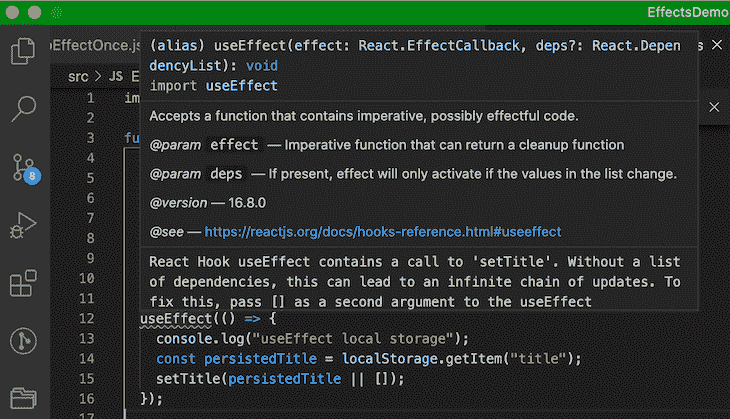 EffectsDemo
EffectOnce.js
(alias) useEffect(effect: React.EffectCallback, deps?: React.Depen
dencyList): void
import useEffect
src > JS E
1 im
Accepts a function that contains imperative, possibly effectful code.
2
3 fu
@param effect — Imperative function that can return a cleanup function
4
5
@param deps — If present, effect will only activate if the values in the list change.
6
@version — 16.8.0
7
8
8
@see — https://reactjs.org/docs/hooks-reference.html#useeffect
9
React Hook useEffect contains a call to 'setTitle'. Without a list
10
of dependencies, this can lead to an infinite chain of updates. To
11
fix this, pass [] as a second argument to the useEffect
12 useEffect(() => {
13 console.log("useEffect local storage");
14 const persistedTitle = localStorage.getItem("title");
15 setTitle(persistedTitle || []);
16 });
17